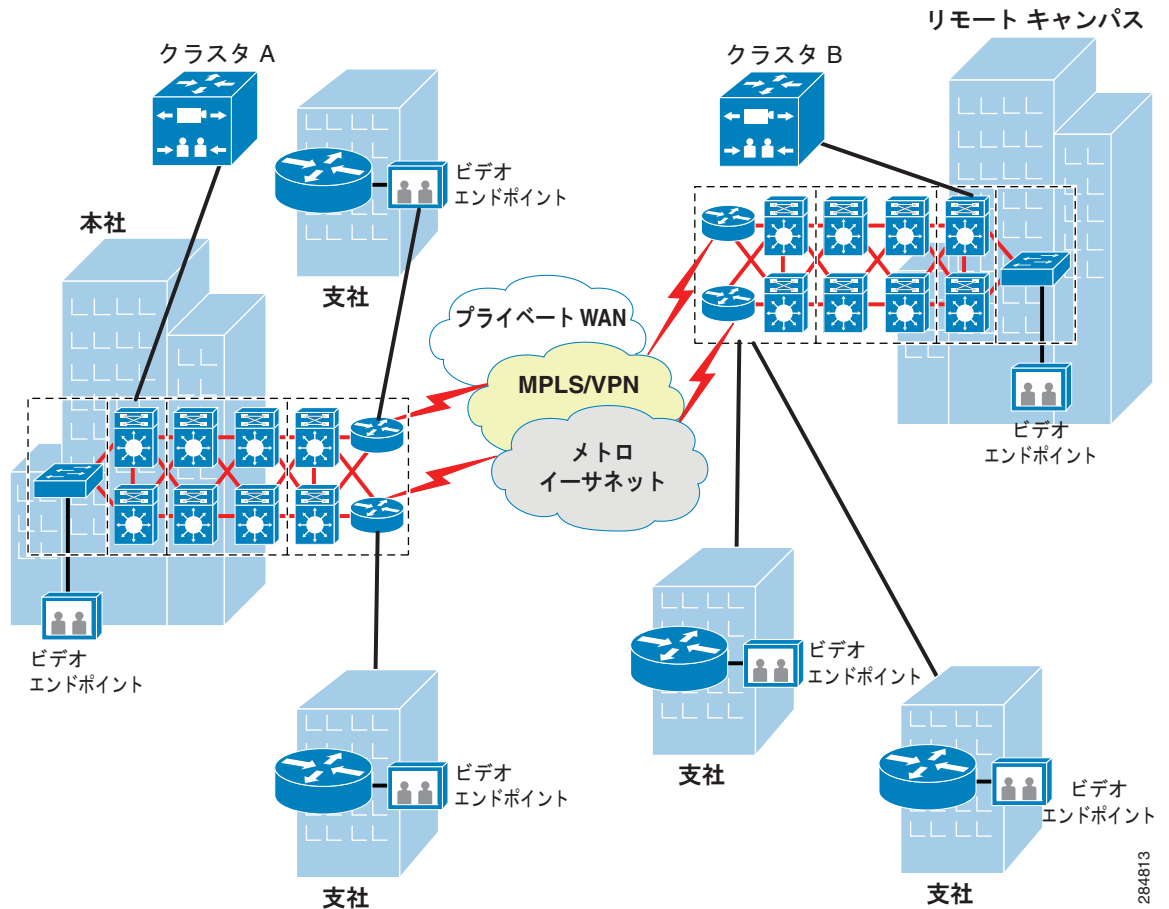 リモート キャンパス
クラスタ A
クラスタ B
ビデオ
エンドポイント
本社
支社
プライベート WAN
MPLS/VPN
メトロ
イーサネット
ビデオ
エンドポイント
ビデオ
エンドポイント
ビデオ
エンドポイント
支社
ビデオ
エンドポイント
支社
ビデオ
エンドポイント
支社
支社
284813